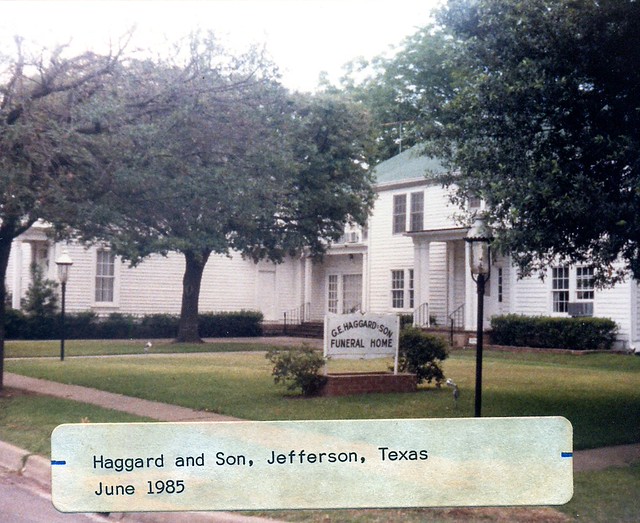 G.E. HAGGARD-SON
FUNERAL HOME
Haggard and Son, Jefferson, Texas
June 1985